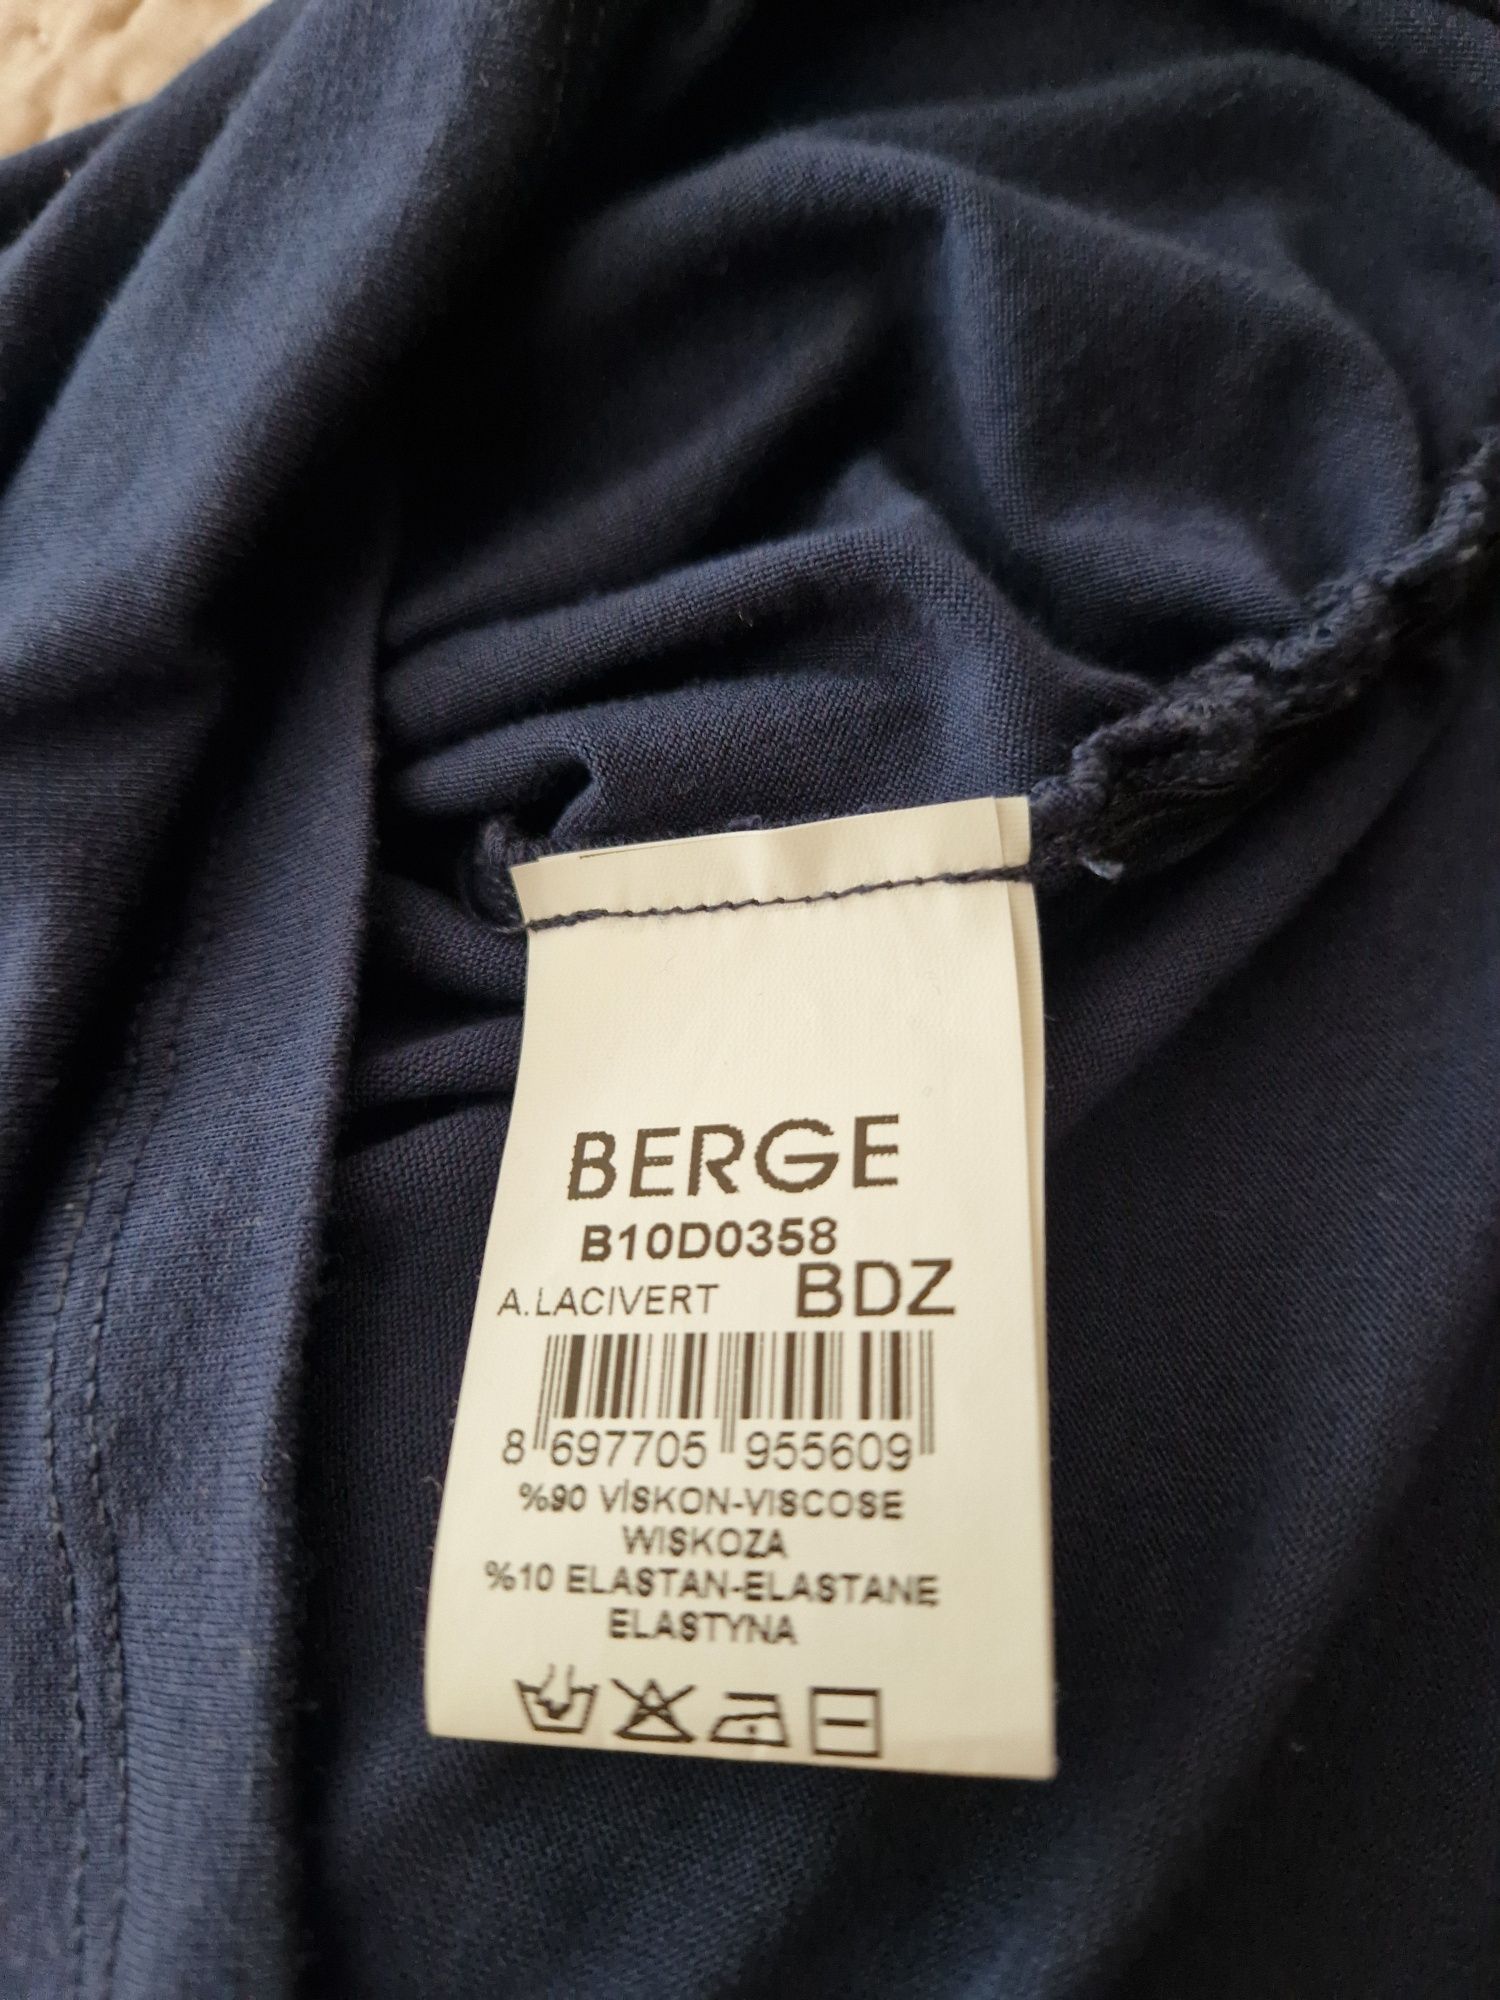 BERGE
B10D0358
A.LACIVERT BDZ
8 697705 955609
%90 VİSKON-VISCOSE
WISKOZA
%10 ELASTAN-ELASTANE
ELASTYNA